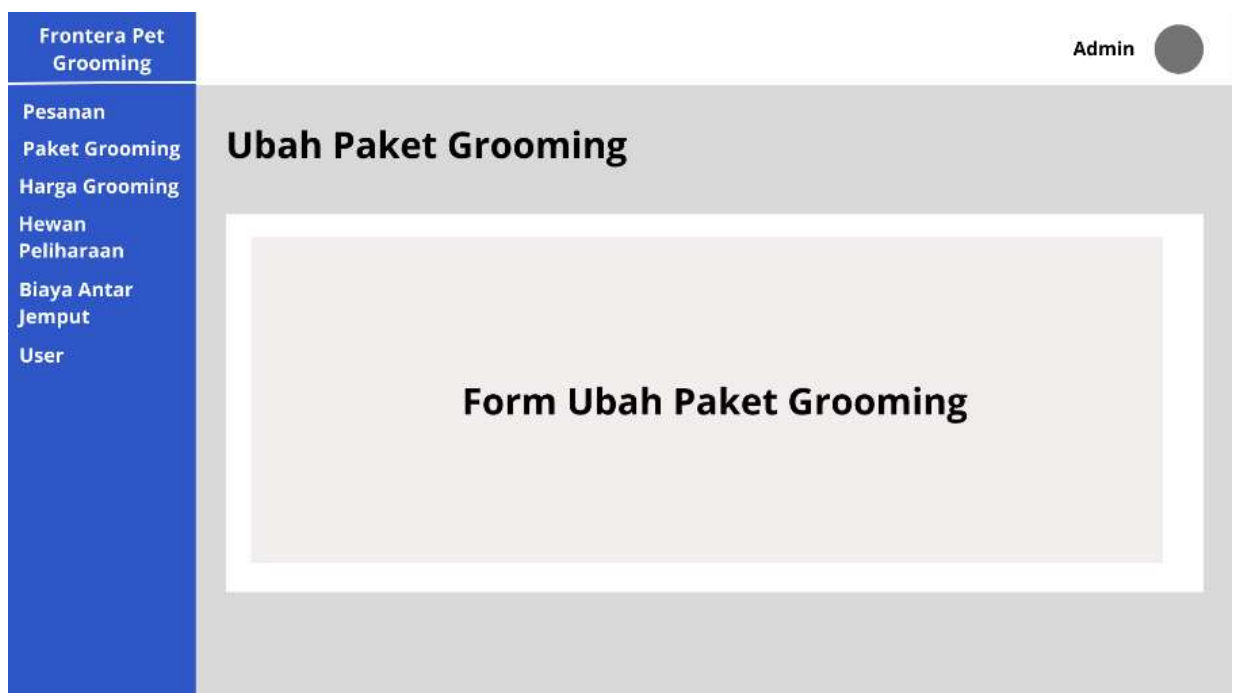 Frontera Pet
Grooming
Admin
Pesanan
Paket Grooming
Harga Grooming
Hewan
Peliharaan
Biaya Antar
Jemput
User
Ubah Paket Grooming
Form Ubah Paket Grooming